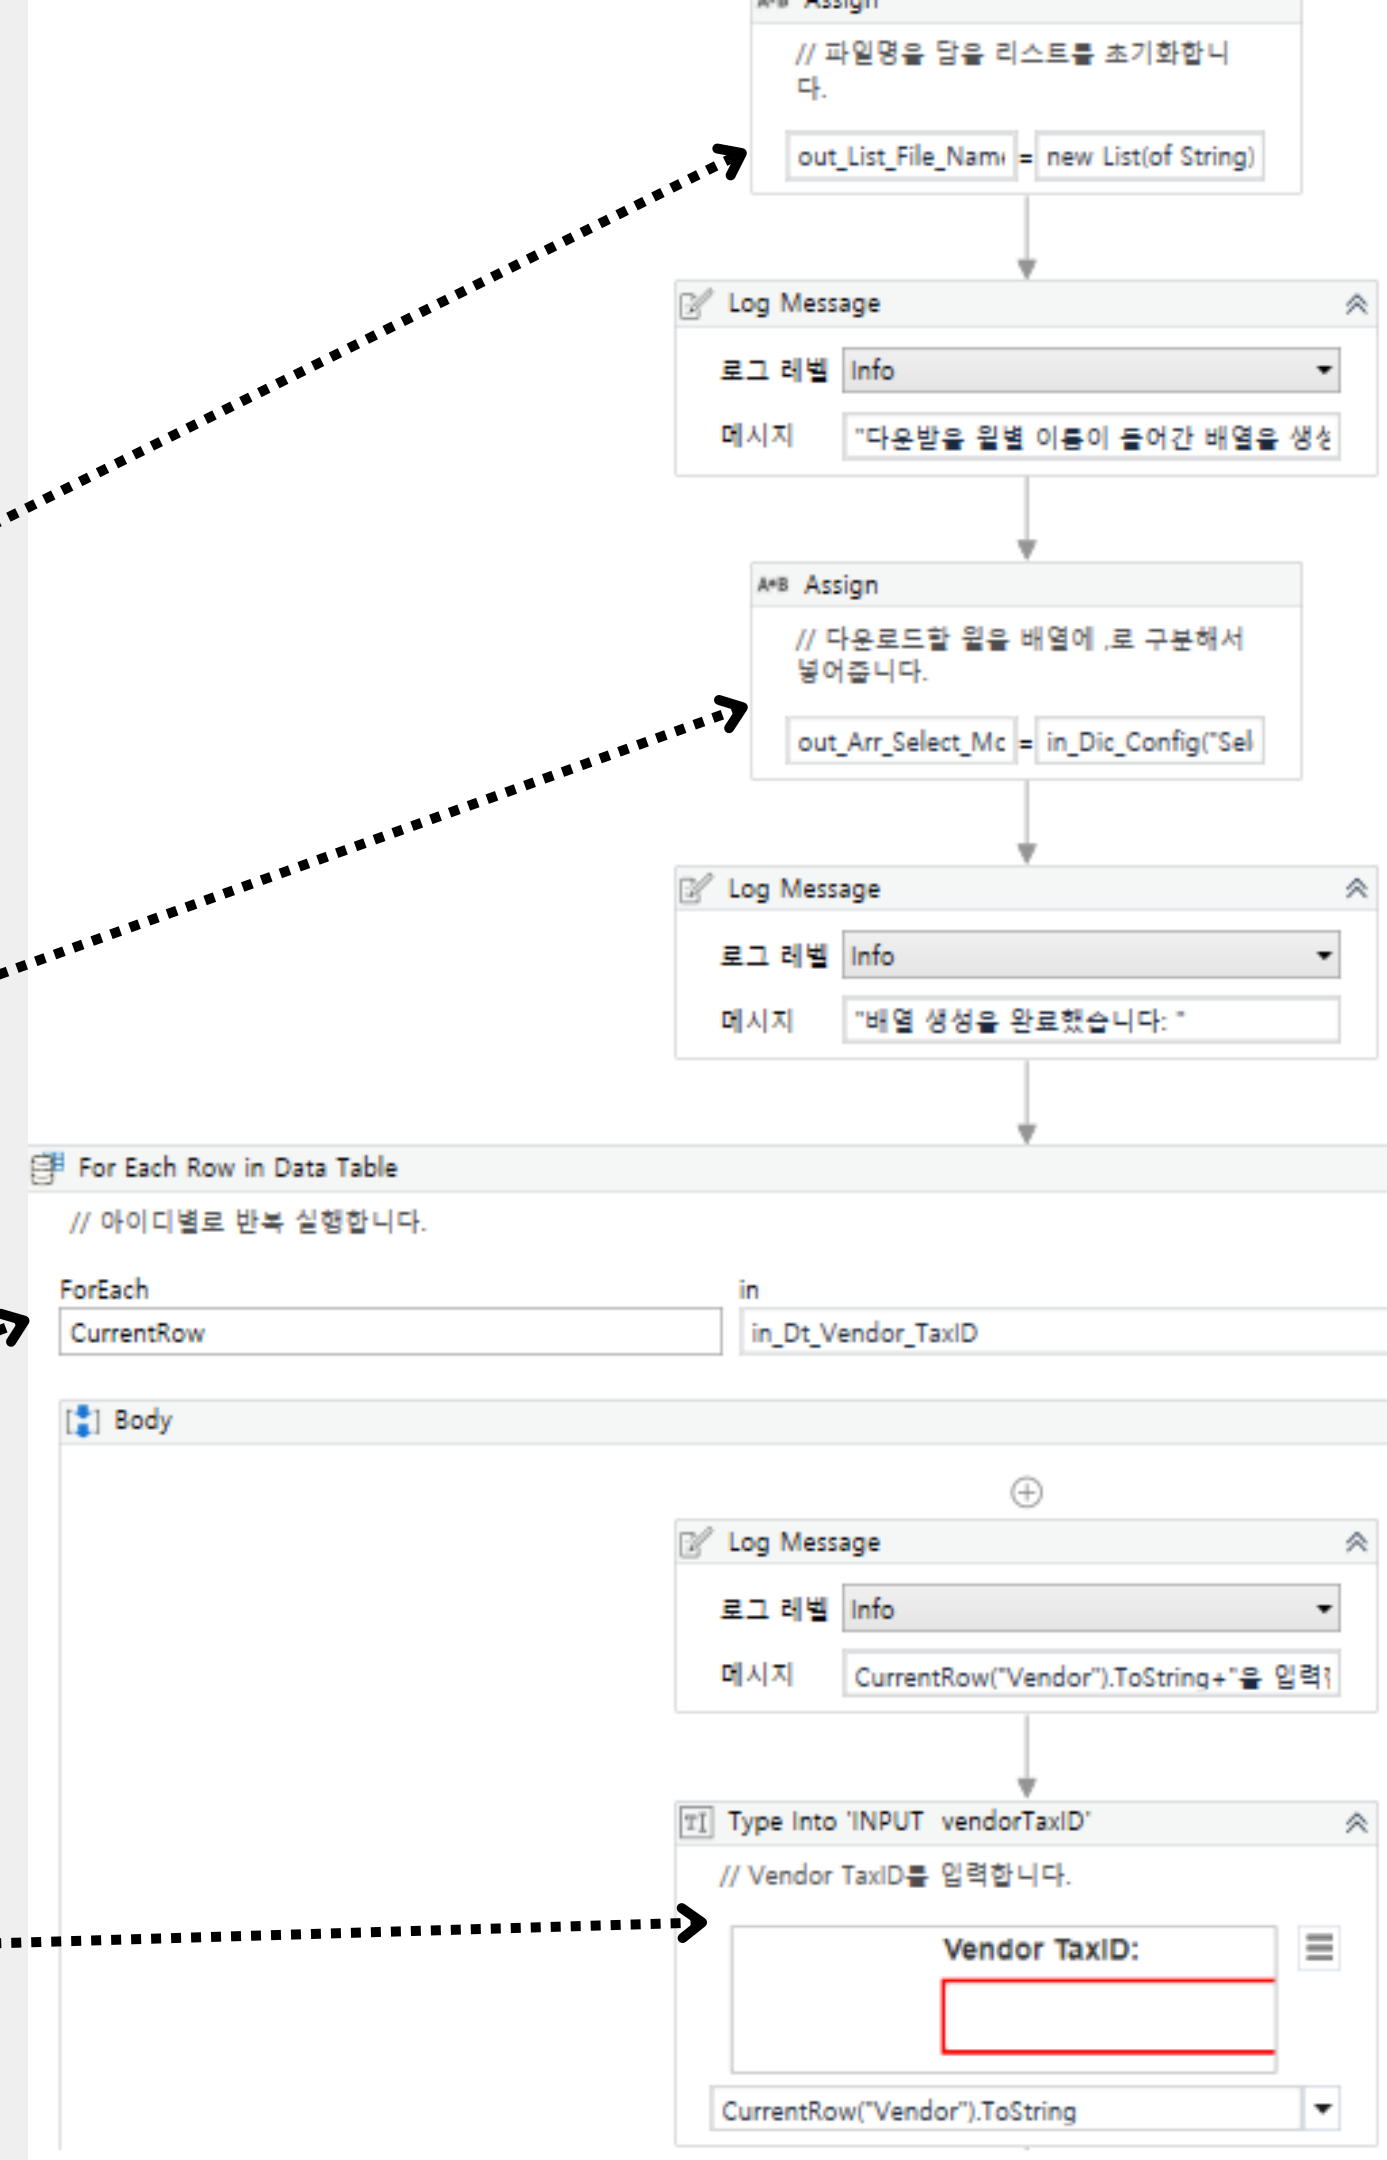 Assign
// 파일명을 담을 리스트를 초기화합니
다.
out_List_File_Name = new List(of String)
Log Message
로그 레벨 Info
메시지 "다운받을 월별 이름이 들어간 배열을 생성
A+B Assign
// 다운로드할 월을 배열에 ,로 구분해서
넣어줍니다.
out_Arr_Select_Mc = in_Dic_Config("Sel
Log Message
로그 레벨 Info
메시지 "배열 생성을 완료했습니다: "
For Each Row in Data Table
// 아이디별로 반복 실행합니다.
ForEach in
CurrentRow in_Dt_Vendor_TaxID
Body
Log Message
로그 레벨 Info
메시지 CurrentRow("Vendor").ToString+"을 입력
TI Type Into 'INPUT vendorTaxID'
// Vendor TaxID를 입력합니다.
Vendor TaxID:
CurrentRow("Vendor").ToString